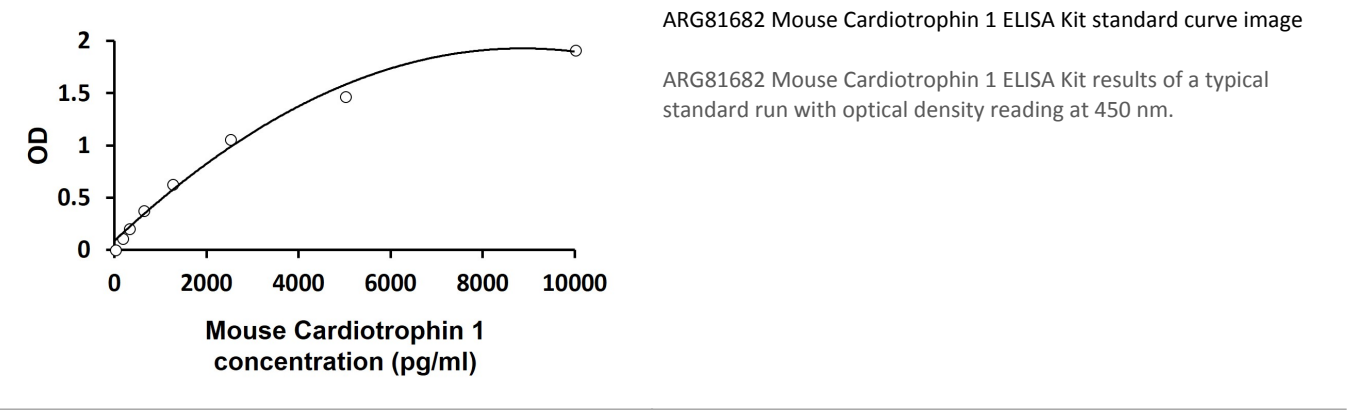 2
1.5
1
0.5
0
OD
0 2000 4000 6000 8000 10000
Mouse Cardiotrophin 1
concentration (pg/ml)
ARG81682 Mouse Cardiotrophin 1 ELISA Kit standard curve image
ARG81682 Mouse Cardiotrophin 1 ELISA Kit results of a typical
standard run with optical density reading at 450 nm.